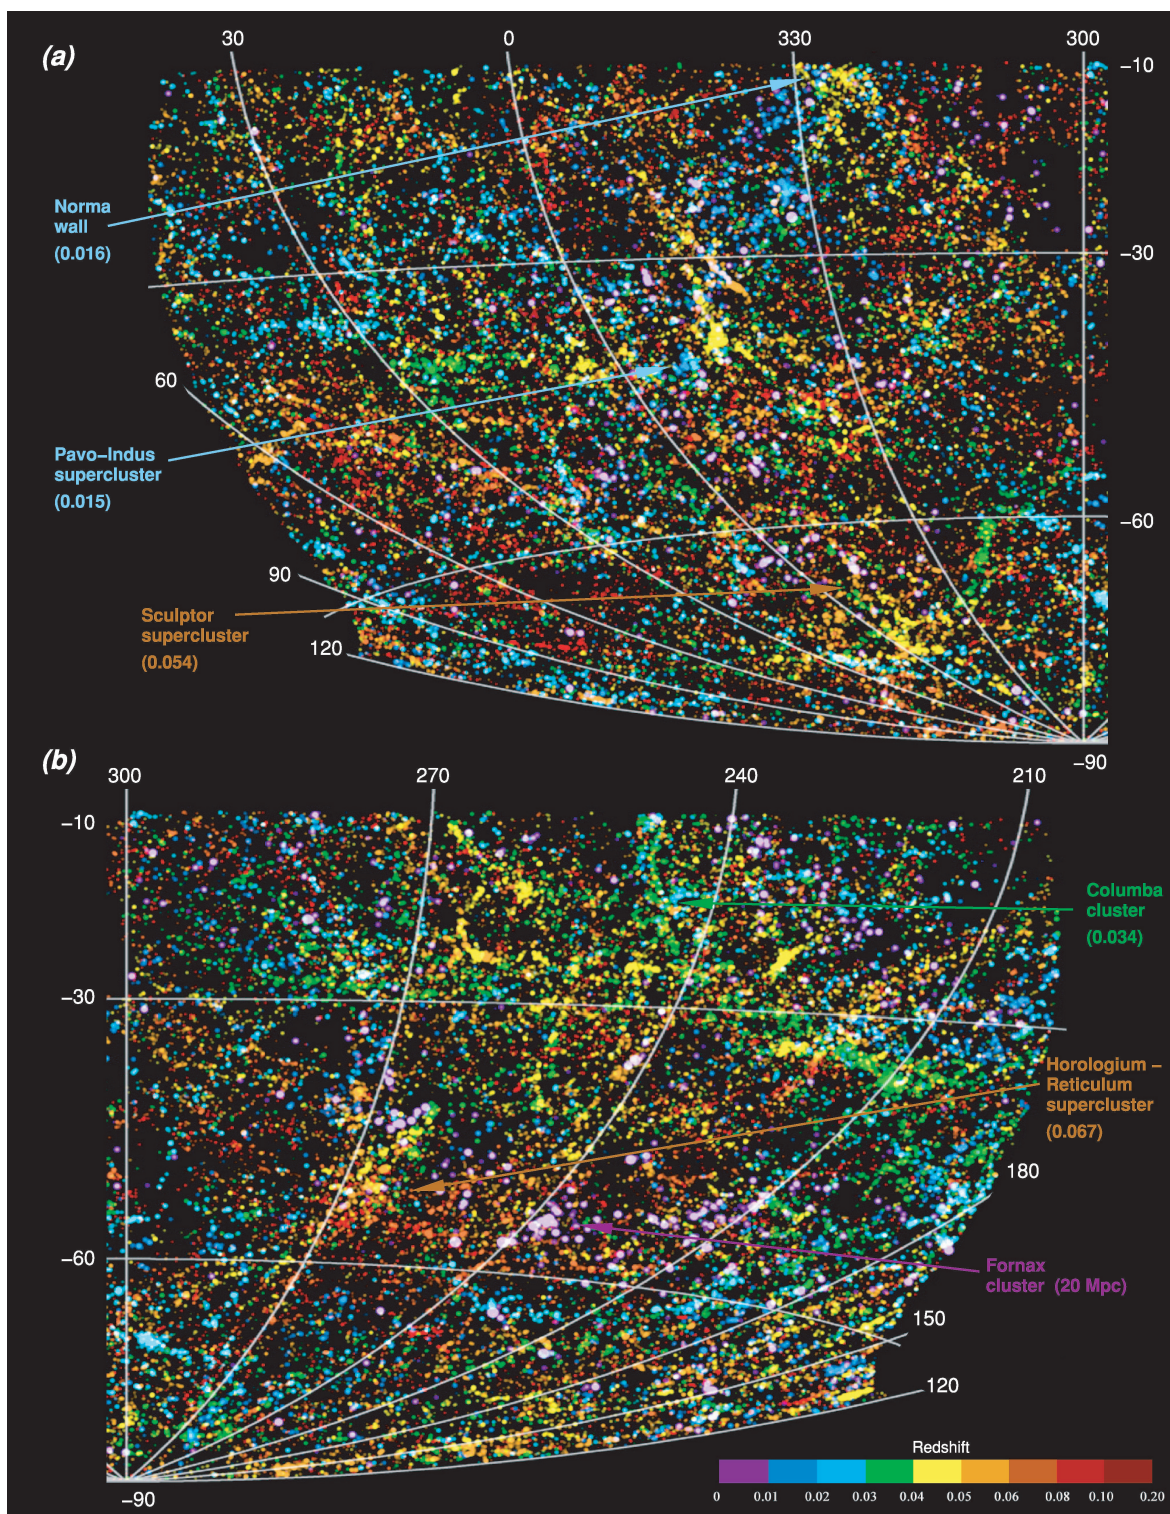 (a)
30 0 330 300
−10
Norma
wall
(0.016)
−30
60
Pavo−Indus
supercluster
(0.015)
−60
90
Sculptor
supercluster
(0.054)
120
−90
(b)
300 270 240 210
−10
Columba
cluster
(0.034)
−30
Horologium −
Reticulum
supercluster
(0.067)
180
−60
Fornax
cluster (20 Mpc)
150
120
−90
Redshift
0 0.01 0.02 0.03 0.04 0.05 0.06 0.08 0.10 0.20